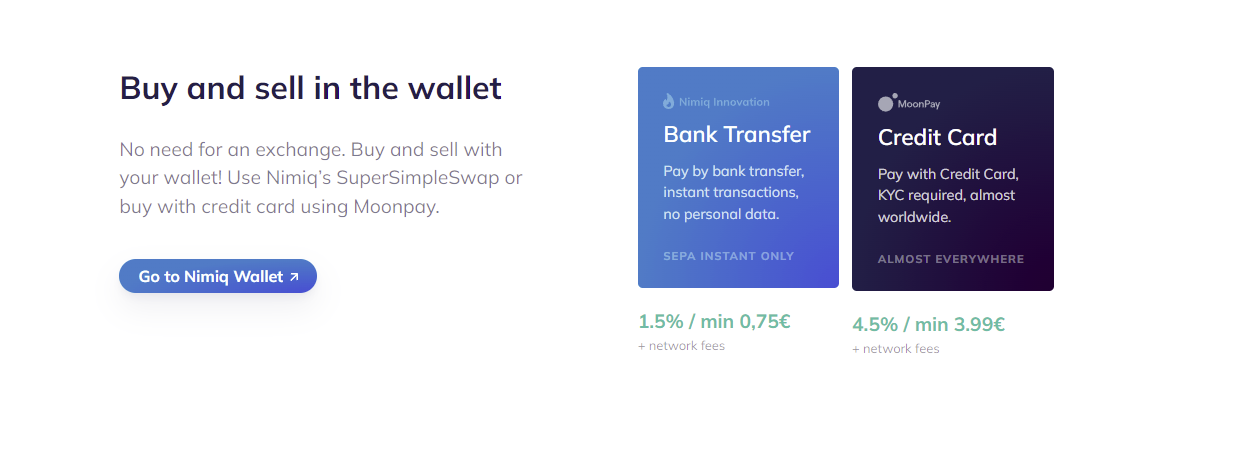 Buy and sell in the wallet
No need for an exchange. Buy and sell with
your wallet! Use Nimiq’s SuperSimpleSwap or
buy with credit card using Moonpay.
Go to Nimiq Wallet
Nimiq Innovation
Bank Transfer
Pay by bank transfer,
instant transactions,
no personal data.
SEPA INSTANT ONLY
1.5% / min 0,75€
+ network fees
MoonPay
Credit Card
Pay with Credit Card,
KYC required, almost
worldwide.
ALMOST EVERYWHERE
4.5% / min 3.99€
+ network fees